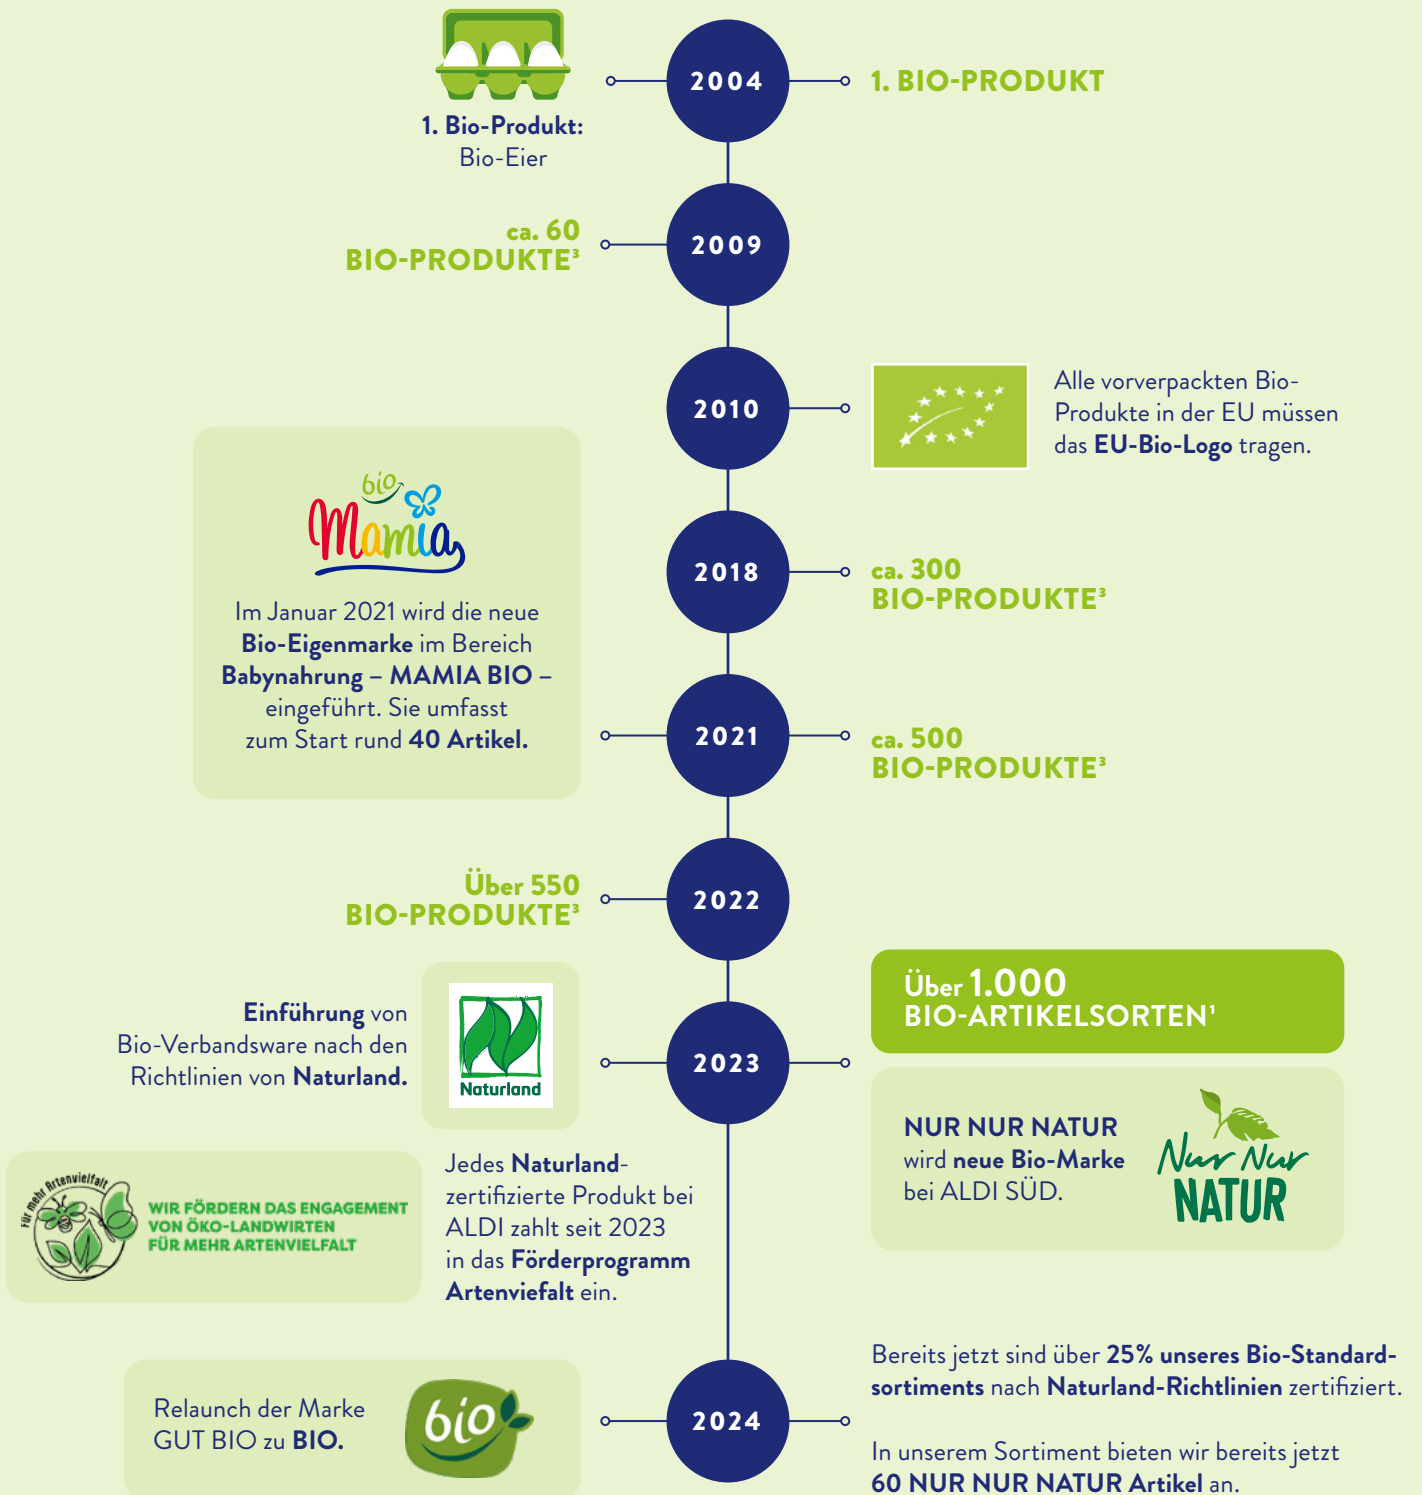 2004
1. BIO-PRODUKT
1. Bio-Produkt:
Bio-Eier
ca. 60
BIO-PRODUKTE³
2009
2010
Alle vorverpackten Bio-
Produkte in der EU müssen
das EU-Bio-Logo tragen.
bio
Mamia
Im Januar 2021 wird die neue
Bio-Eigenmarke im Bereich
Babynahrung – MAMIA BIO –
eingeführt. Sie umfasst
zum Start rund 40 Artikel.
2018
ca. 300
BIO-PRODUKTE³
2021
ca. 500
BIO-PRODUKTE³
Über 550
BIO-PRODUKTE³
2022
Einführung von
Bio-Verbandsware nach den
Richtlinien von Naturland.
Naturland
2023
Über 1.000
BIO-ARTIKELSORTEN¹
NUR NUR NATUR
wird neue Bio-Marke
bei ALDI SÜD.
Nur Nur
NATUR
Für mehr Artenvielfalt
WIR FÖRDERN DAS ENGAGEMENT
VON ÖKO-LANDWIRTEN
FÜR MEHR ARTENVIELFALT
Jedes Naturland-
zertifizierte Produkt bei
ALDI zahlt seit 2023
in das Förderprogramm
Artenviefalt ein.
Relaunch der Marke
GUT BIO zu BIO.
bio
2024
Bereits jetzt sind über 25% unseres Bio-Standard-
sortiments nach Naturland-Richtlinien zertifiziert.
In unserem Sortiment bieten wir bereits jetzt
60 NUR NUR NATUR Artikel an.